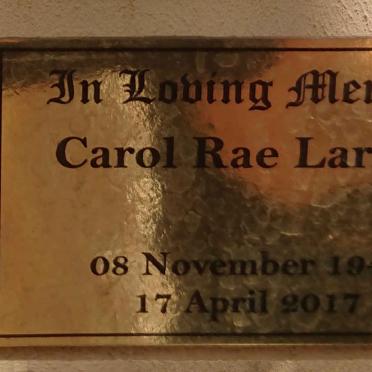 In Loving Mem
Carol Rae Lar
08 November 19
17 April 2017